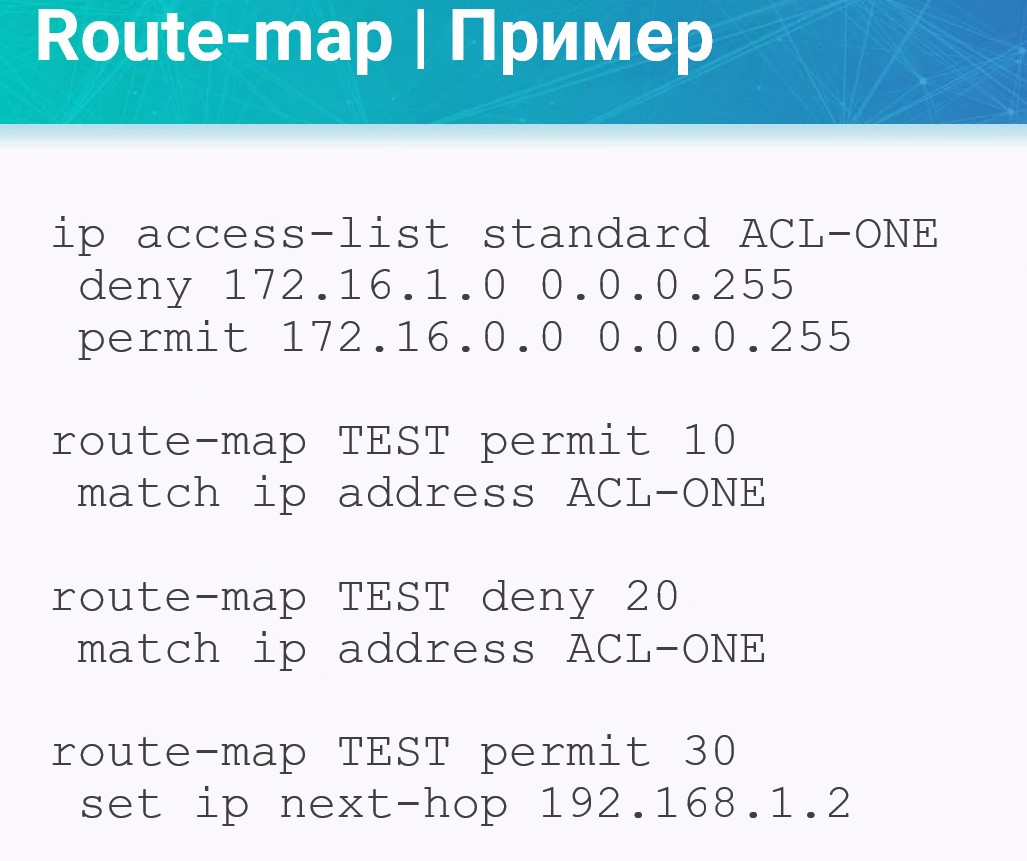 Route-map | Пример
ip access-list standard ACL-ONE
deny 172.16.1.0 0.0.0.255
permit 172.16.0.0 0.0.0.255
route-map TEST permit 10
match ip address ACL-ONE
route-map TEST deny 20
match ip address ACL-ONE
route-map TEST permit 30
set ip next-hop 192.168.1.2